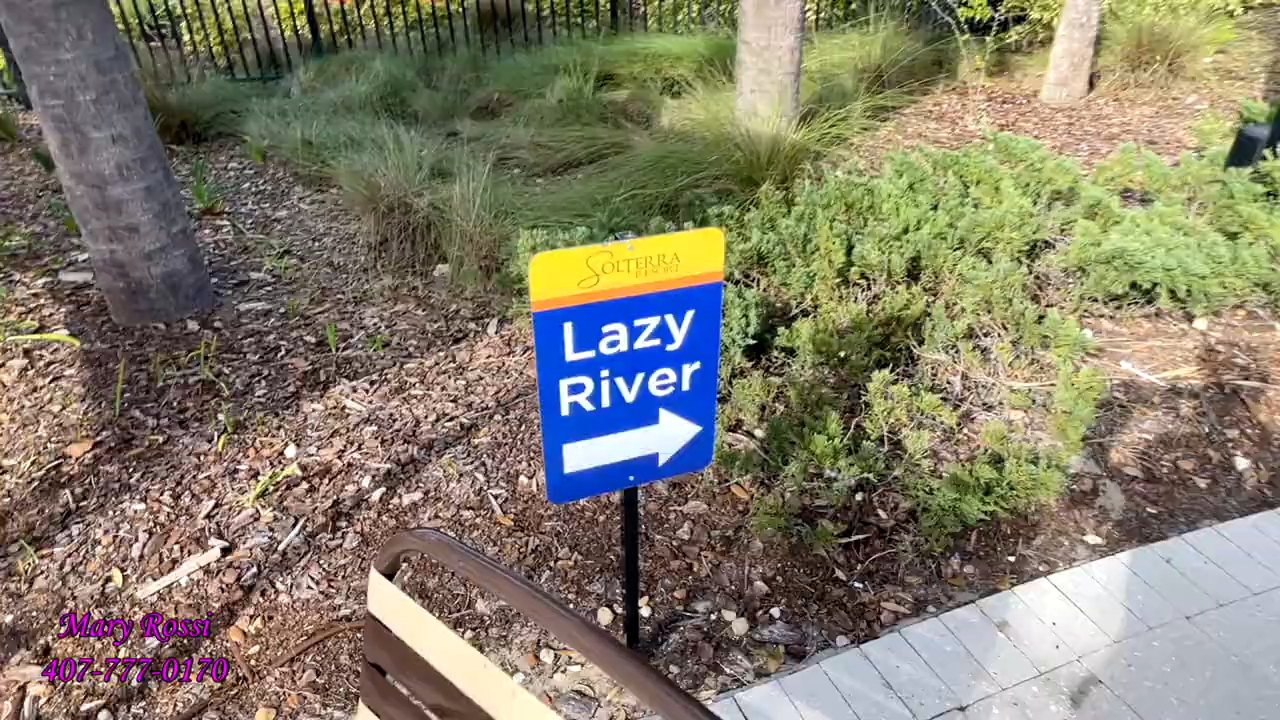 SOLTERRA
RESORT
Lazy
River
Mary Rossi
407-777-0170